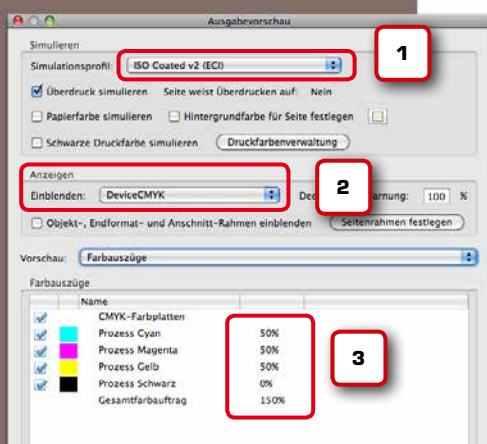 Ausgabevorschau
Simulieren
Simulationsprofil: ISO Coated v2 (ECI)
1
Überdruck simulieren Seite weist Überdrucken auf: Nein
Papierfarbe simulieren Hintergrundfarbe für Seite festlegen
Schwarze Druckfarbe simulieren Druckfarbenverwaltung
Anzeigen
Einblenden: DeviceCMYK
2
100 %
Objekt-, Endformat- und Anschnitt-Rahmen einblenden Seitenrahmen festlegen
Vorschau: Farbauszüge
Farbauszüge
Name
CMYK-Farbplatten
Prozess Cyan 50%
Prozess Magenta 50%
Prozess Gelb 50%
Prozess Schwarz 0%
Gesamtfarbauftrag 150%
3